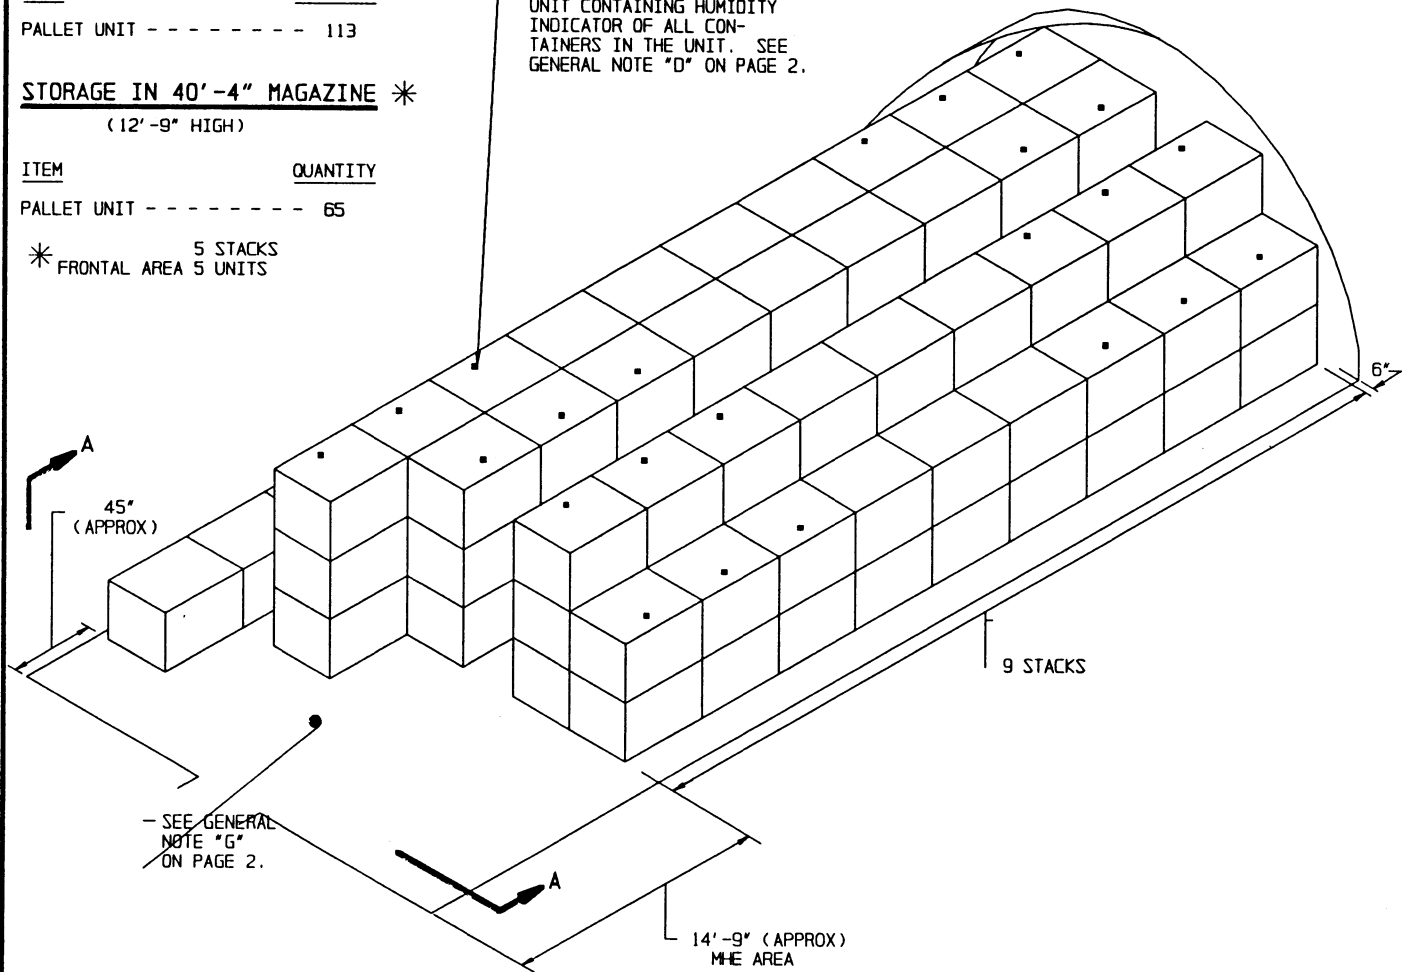 PALLET UNIT - - - - - - - - 113
STORAGE IN 40'-4" MAGAZINE *
(12'-9" HIGH)
ITEM QUANTITY
PALLET UNIT - - - - - - - - 65
* 5 STACKS
FRONTAL AREA 5 UNITS
UNIT CONTAINING HUMIDITY
INDICATOR OF ALL CON-
TAINERS IN THE UNIT. SEE
GENERAL NOTE "D" ON PAGE 2.
6"
A
45"
(APPROX)
9 STACKS
- SEE GENERAL
NOTE "G"
ON PAGE 2.
A
14'-9" (APPROX)
MHE AREA